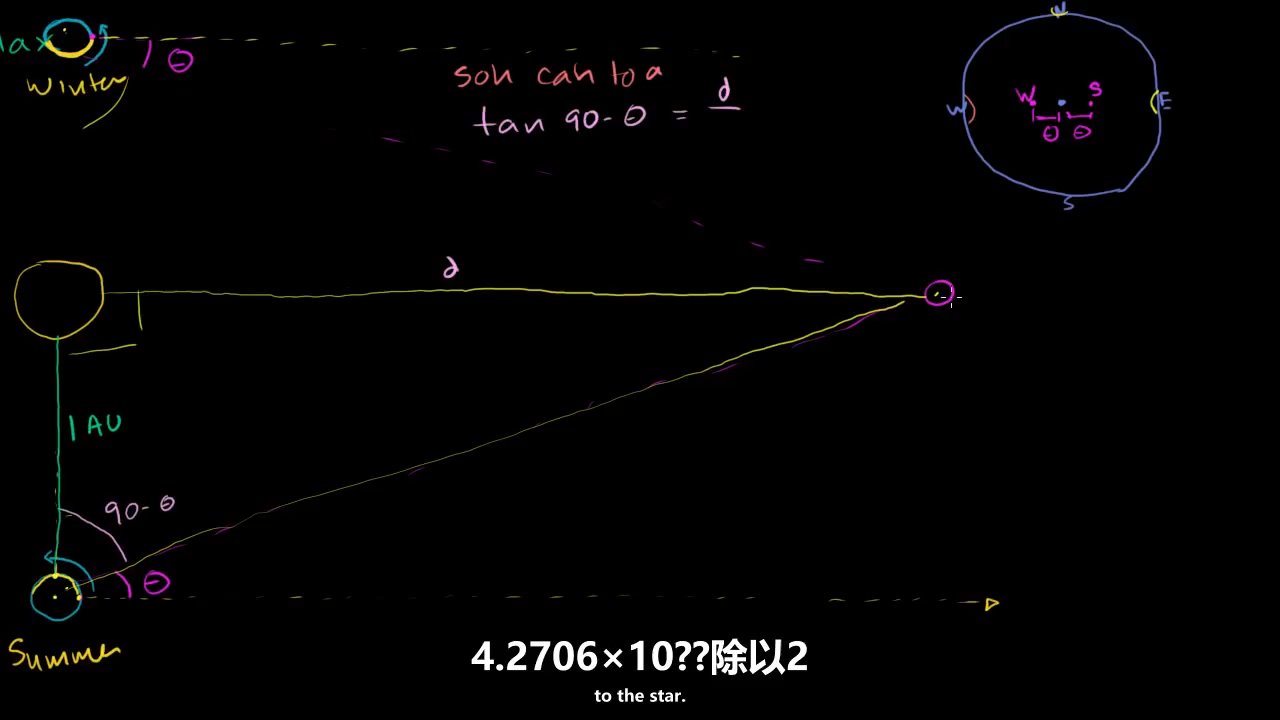 lax
Winter
θ
soh cah toa
tan 90-θ = d
N
W
E
S
W
S
θ
θ
d
1 AU
90-θ
θ
Summer
4.2706×10??除以2
to the star.